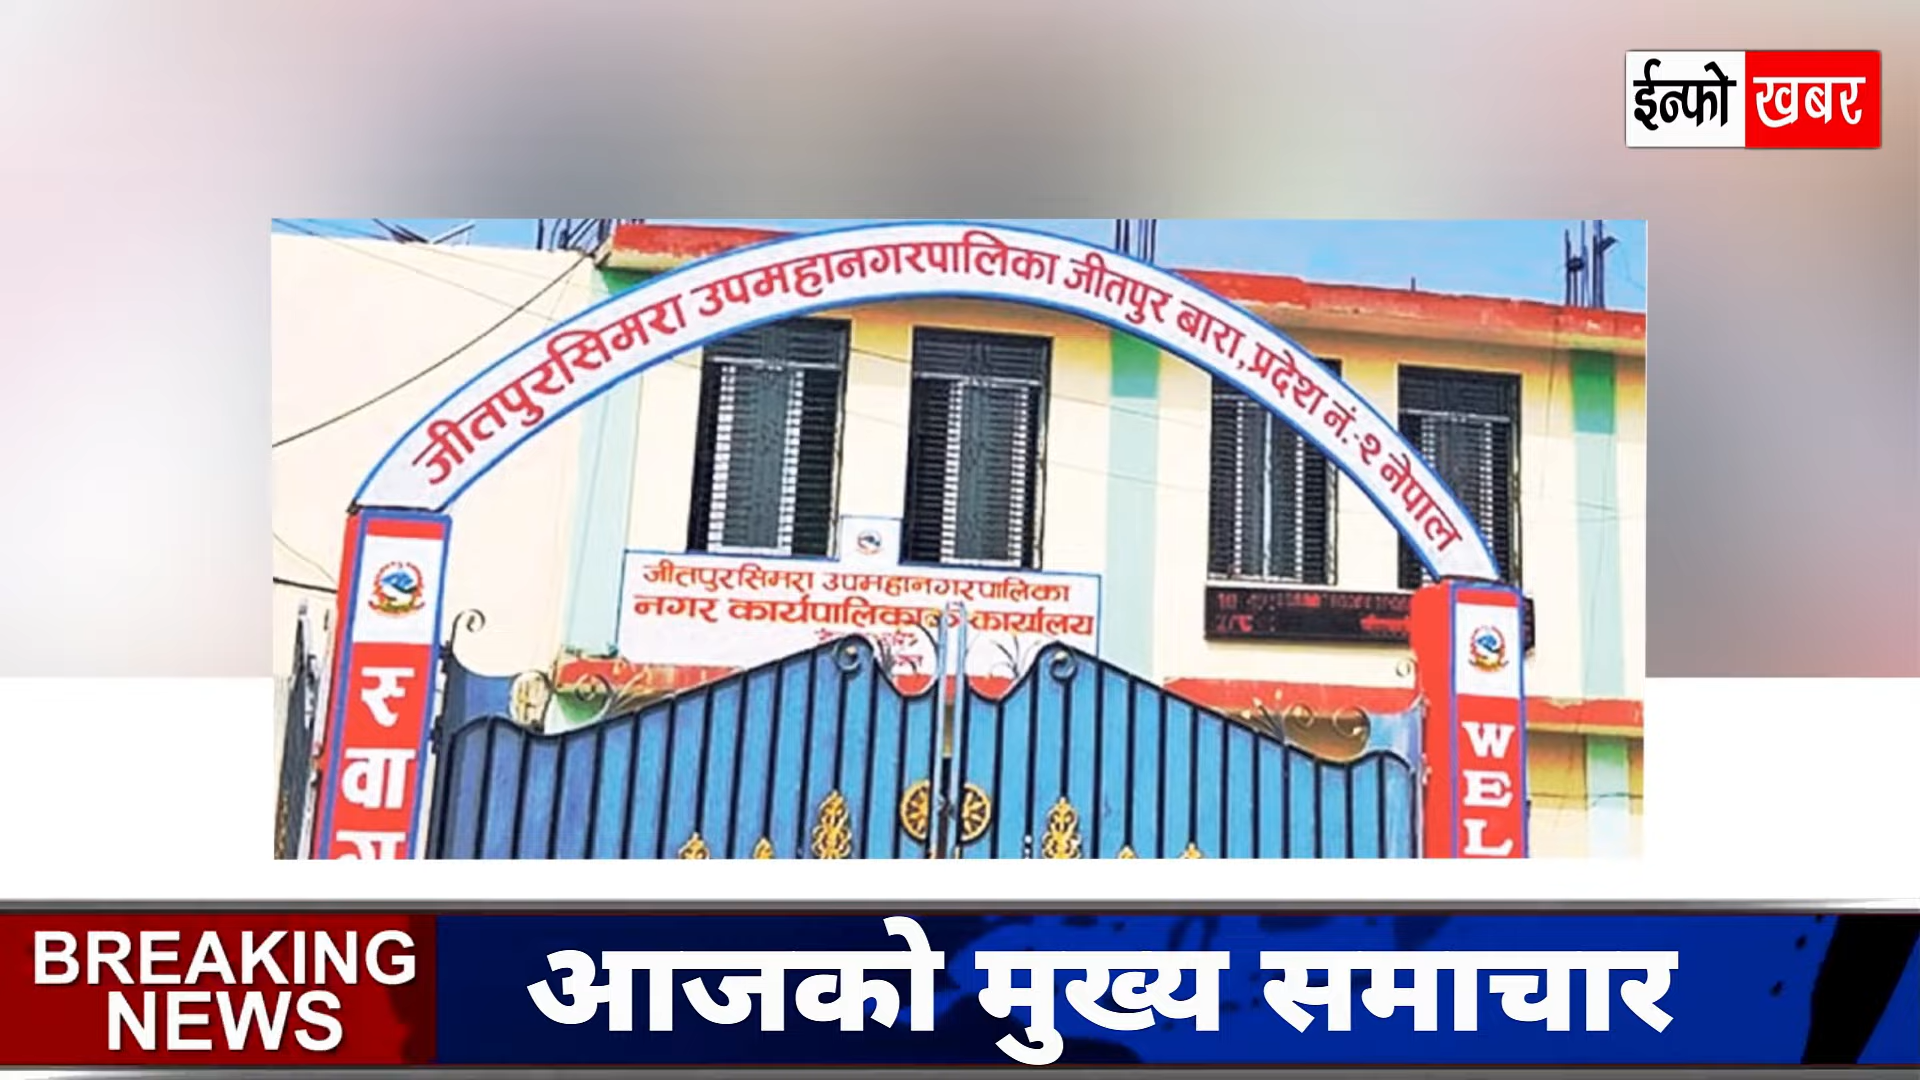 ईन्फो खबर
जीतपुरसिमरा उपमहानगरपालिका जीतपुर बारा, प्रदेश नं.-२ नेपाल
जीतपुरसिमरा उपमहानगरपालिका
नगर कार्यपालिकाको कार्यालय
स्वाग
WEL
BREAKING
NEWS
आजको मुख्य समाचार